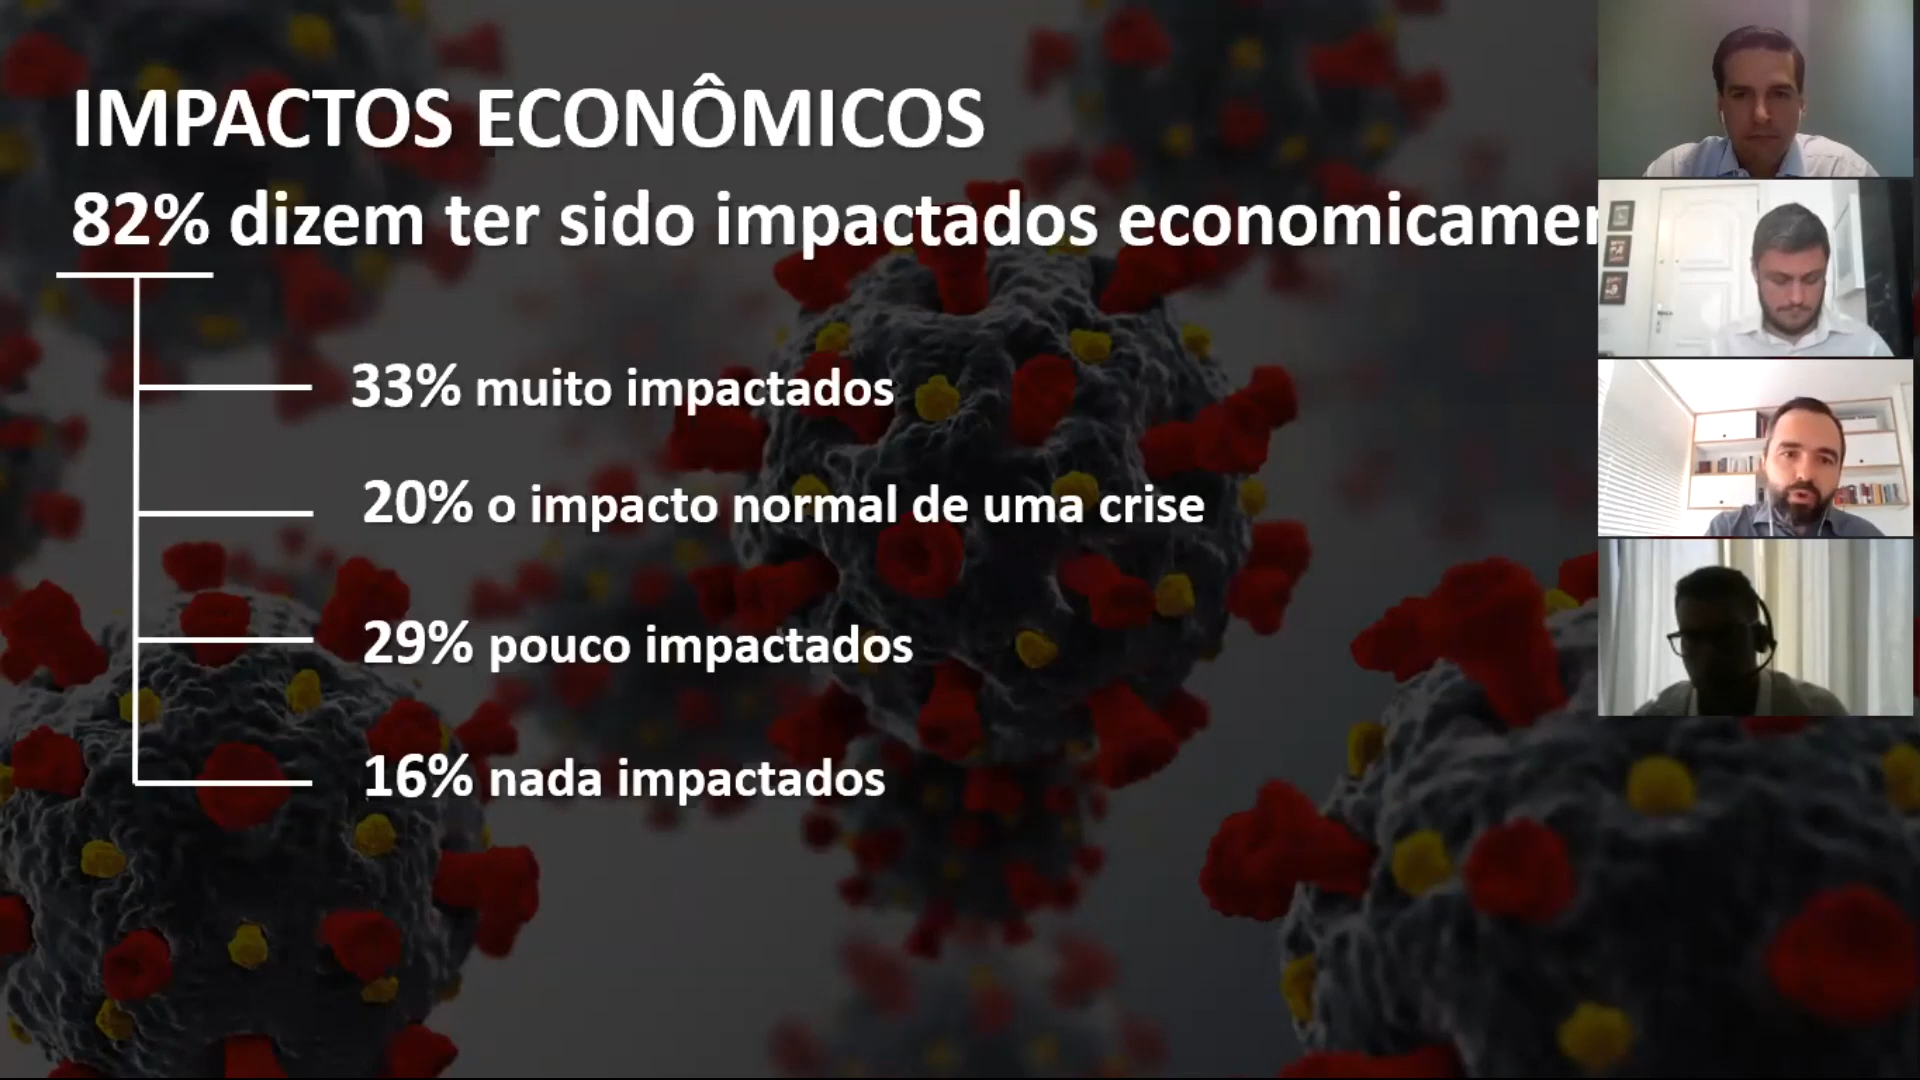 IMPACTOS ECONÔMICOS
82% dizem ter sido impactados economicamen
33% muito impactados
20% o impacto normal de uma crise
29% pouco impactados
16% nada impactados